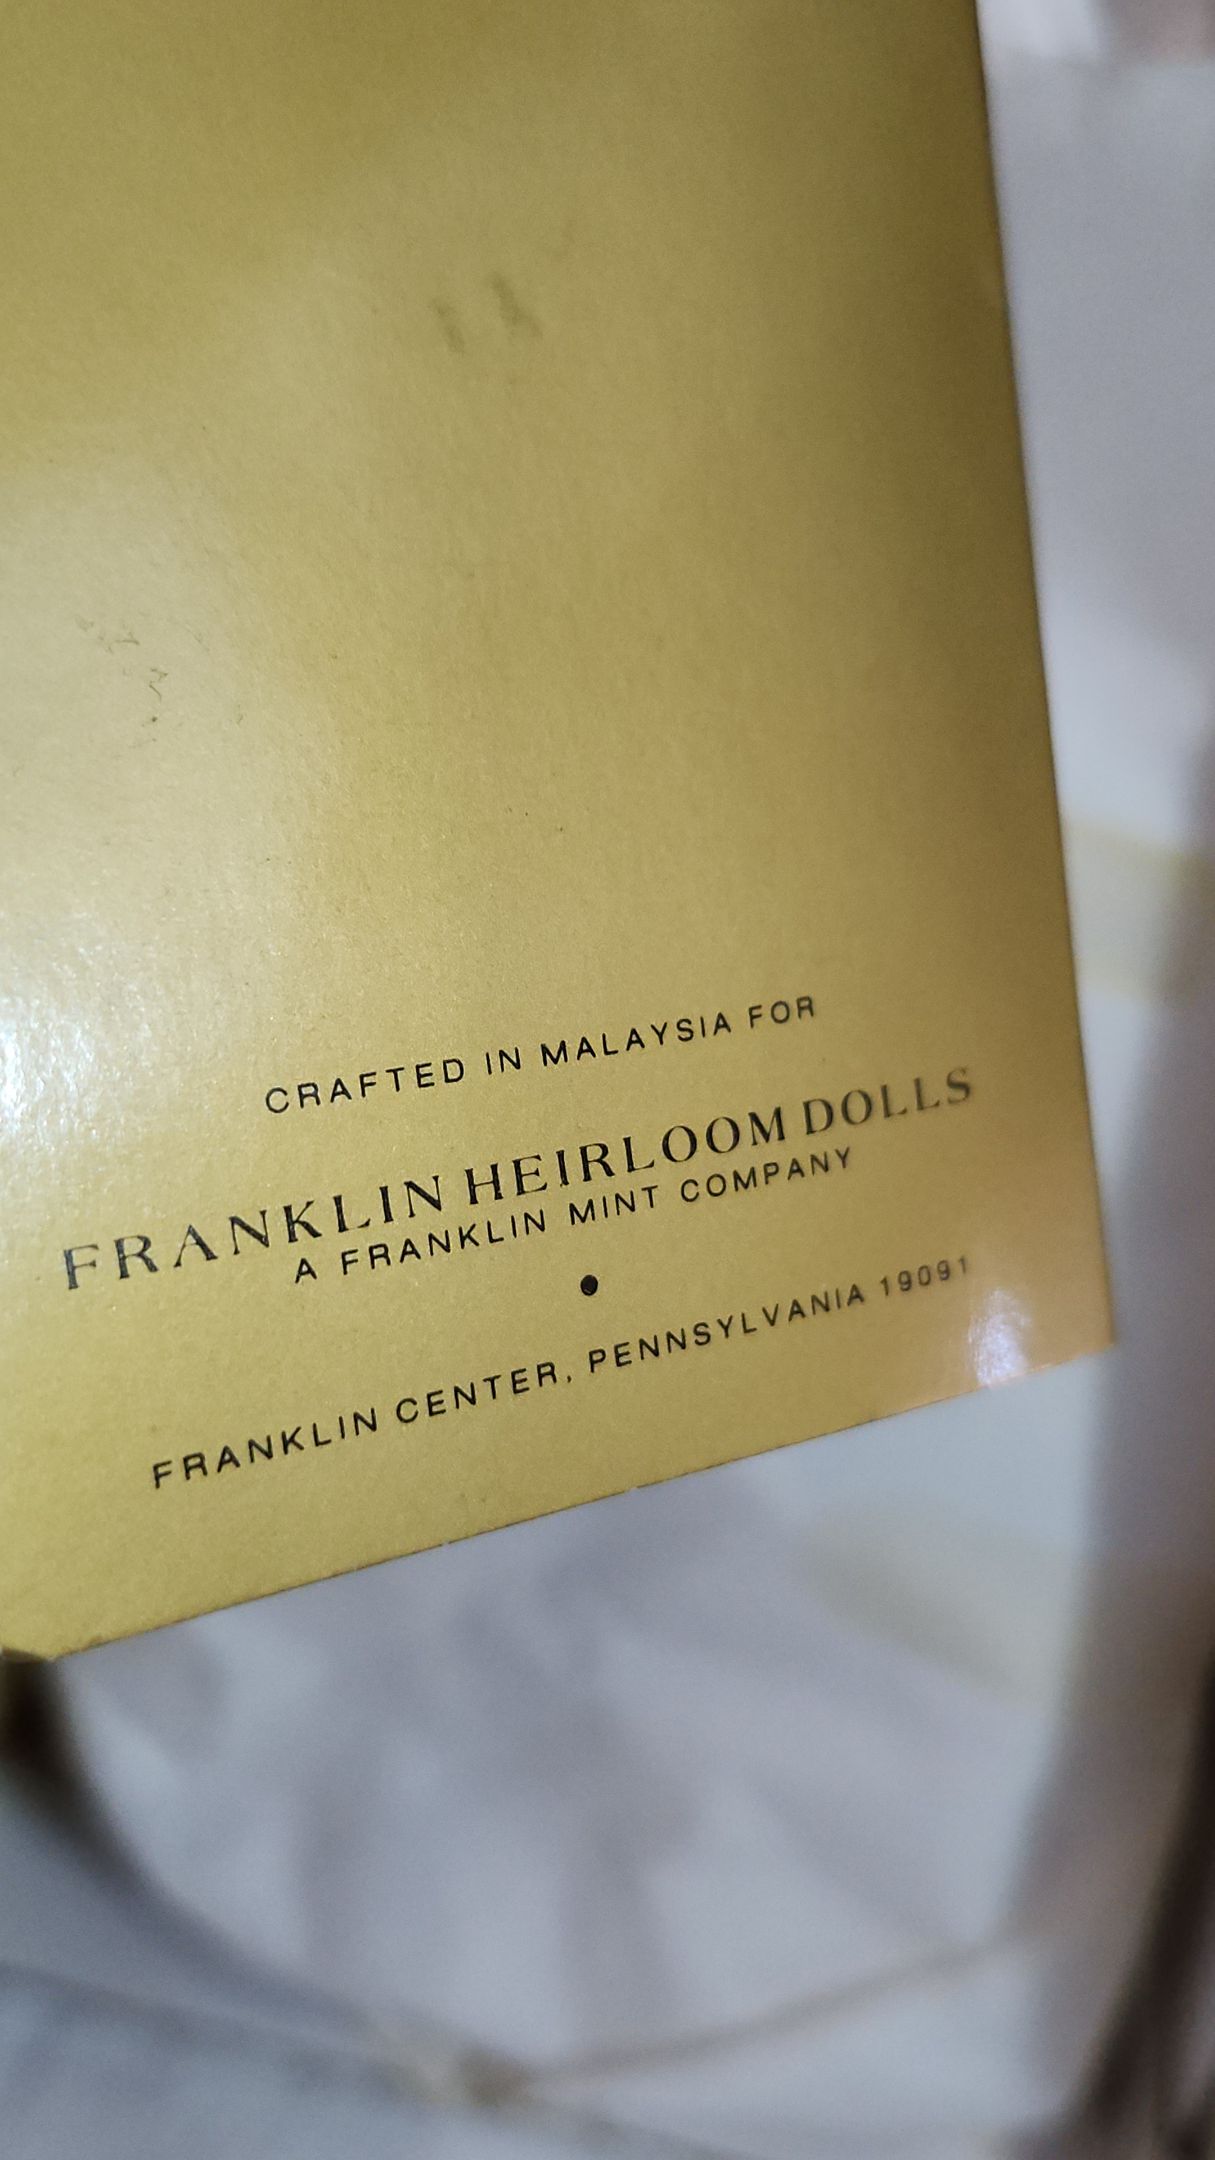 CRAFTED IN MALAYSIA FOR
FRANKLIN HEIRLOOM DOLLS
A FRANKLIN MINT COMPANY
●
FRANKLIN CENTER, PENNSYLVANIA 19091